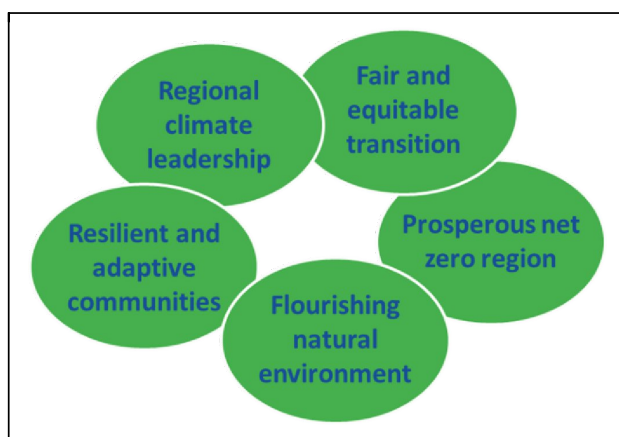 Regional
climate
leadership
Fair and
equitable
transition
Prosperous net
zero region
Flourishing
natural
environment
Resilient and
adaptive
communities